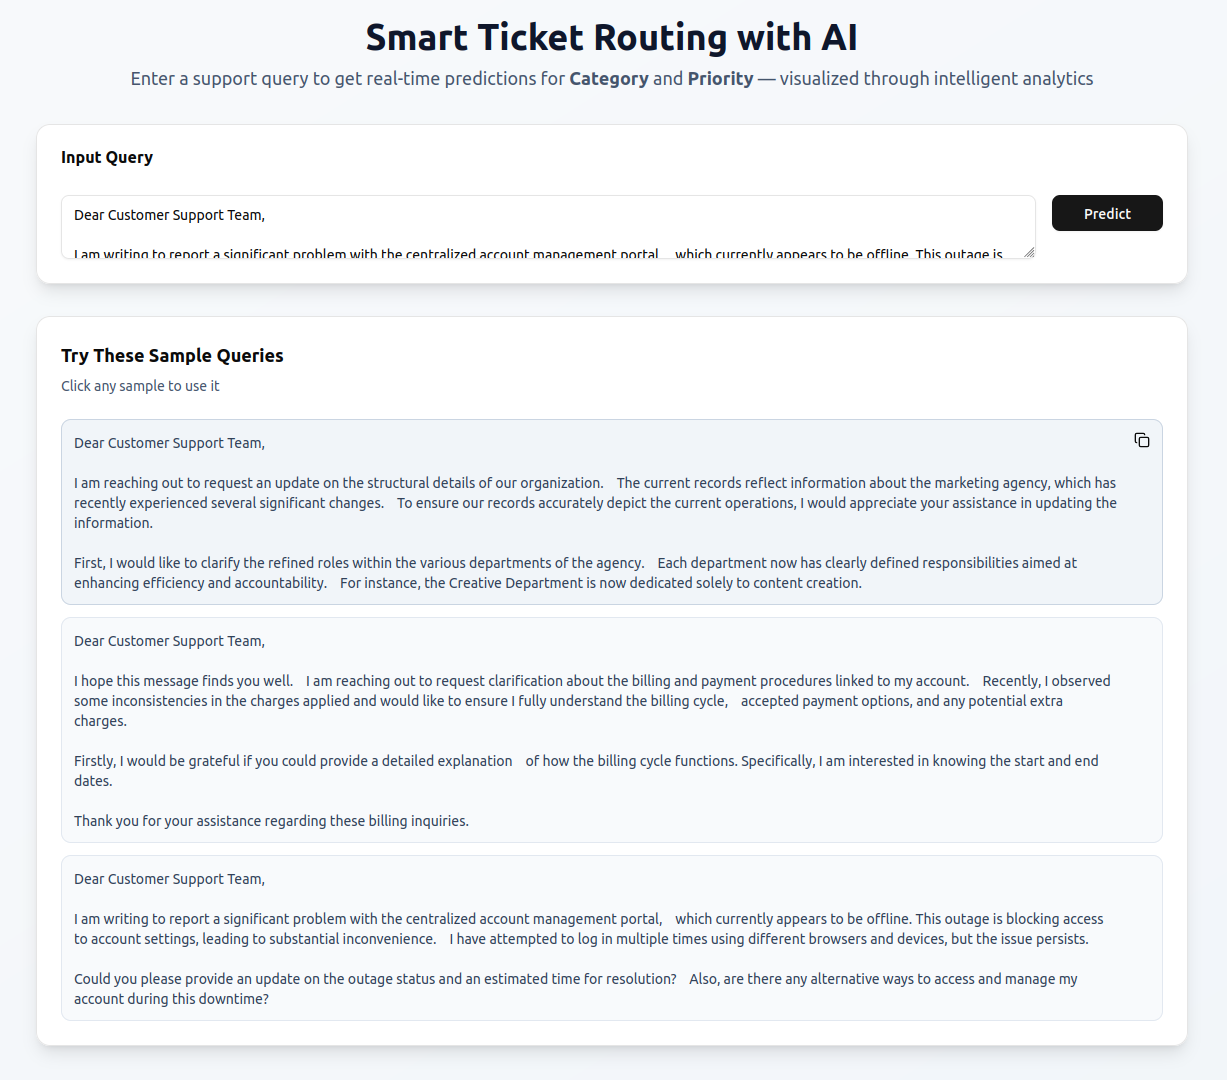 Smart Ticket Routing with AI
Enter a support query to get real-time predictions for Category and Priority — visualized through intelligent analytics
Input Query
Dear Customer Support Team,
Predict
I am writing to report a significant problem with the centralized account management portal, which currently appears to be offline. This outage is
Try These Sample Queries
Click any sample to use it
Dear Customer Support Team,
I am reaching out to request an update on the structural details of our organization. The current records reflect information about the marketing agency, which has
recently experienced several significant changes. To ensure our records accurately depict the current operations, I would appreciate your assistance in updating the
information.
First, I would like to clarify the refined roles within the various departments of the agency. Each department now has clearly defined responsibilities aimed at
enhancing efficiency and accountability. For instance, the Creative Department is now dedicated solely to content creation.
Dear Customer Support Team,
I hope this message finds you well. I am reaching out to request clarification about the billing and payment procedures linked to my account. Recently, I observed
some inconsistencies in the charges applied and would like to ensure I fully understand the billing cycle, accepted payment options, and any potential extra
charges.
Firstly, I would be grateful if you could provide a detailed explanation of how the billing cycle functions. Specifically, I am interested in knowing the start and end
dates.
Thank you for your assistance regarding these billing inquiries.
Dear Customer Support Team,
I am writing to report a significant problem with the centralized account management portal, which currently appears to be offline. This outage is blocking access
to account settings, leading to substantial inconvenience. I have attempted to log in multiple times using different browsers and devices, but the issue persists.
Could you please provide an update on the outage status and an estimated time for resolution? Also, are there any alternative ways to access and manage my
account during this downtime?